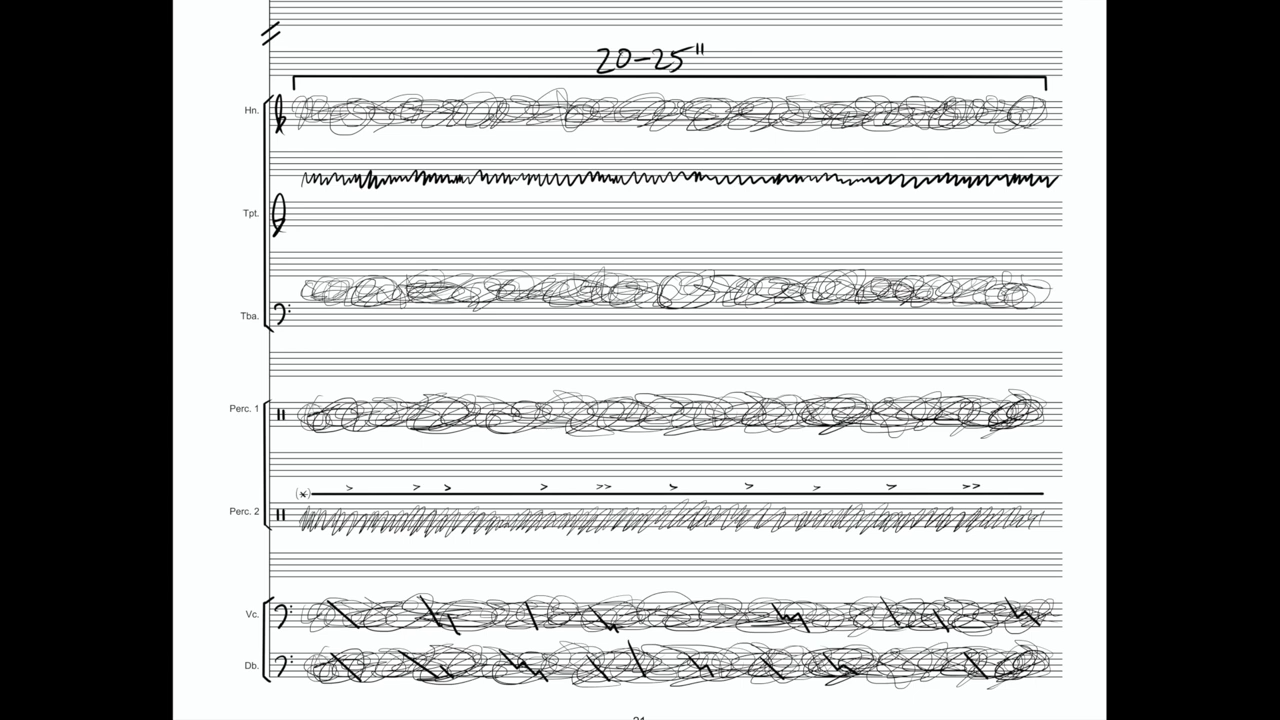 20-25"
Hn.
Tpt.
Tba.
Perc. 1
Perc. 2
Vc.
Db.